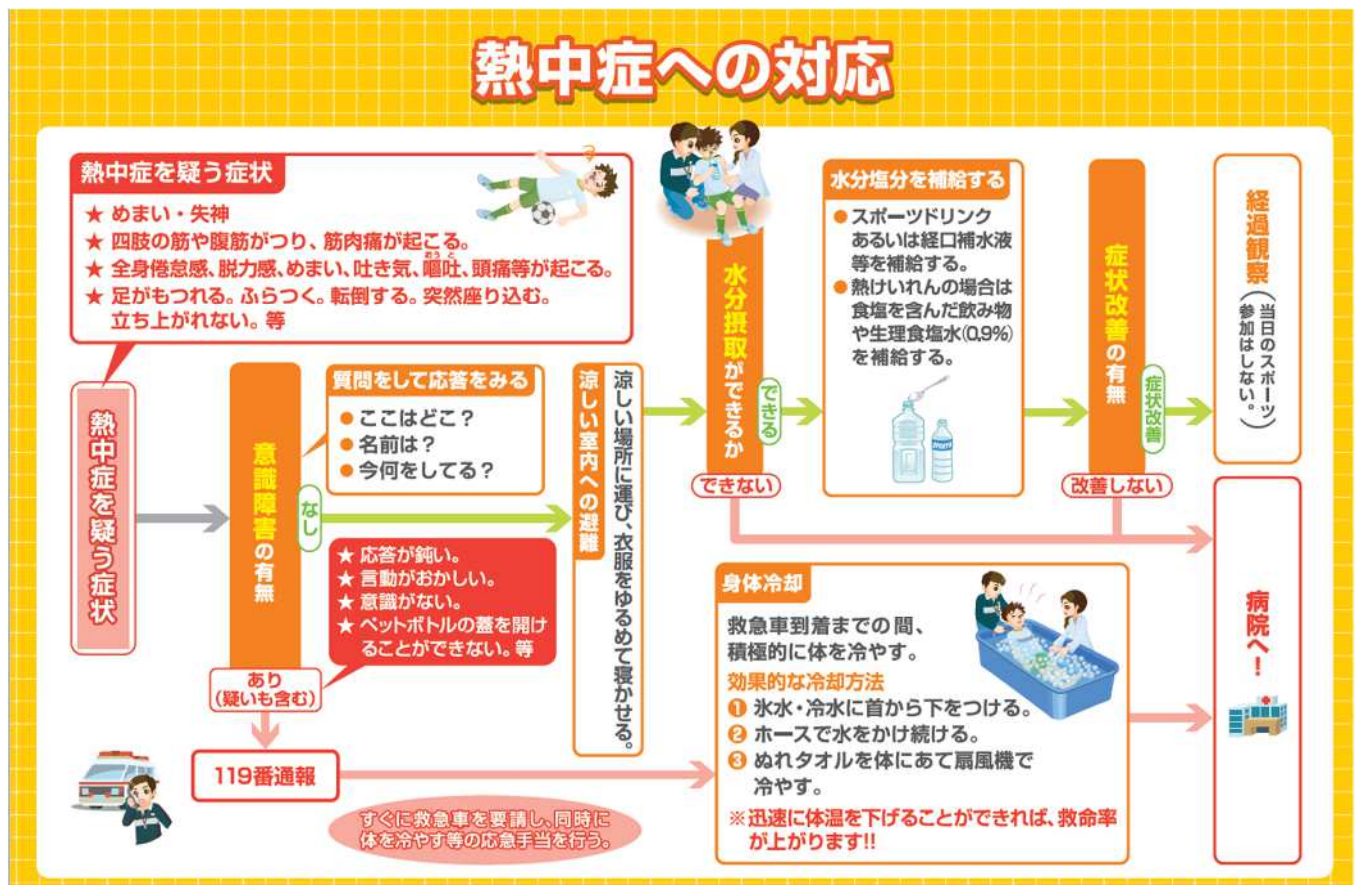 熱中症への対応
熱中症を疑う症状
★ めまい・失神
★ 四肢の筋や腹筋がつり、筋肉痛が起こる。
★ 全身倦怠感、脱力感、めまい、吐き気、嘔吐、頭痛等が起こる。
おうと
★ 足がもつれる。ふらつく。転倒する。突然座り込む。
立ち上がれない。等
熱中症を疑う症状
意識障害の有無
質問をして応答をみる
● ここはどこ?
● 名前は?
● 今何をしてる?
なし
★ 応答が鈍い。
★ 言動がおかしい。
★ 意識がない。
★ ペットボトルの蓋を開け
ることができない。等
あり
(疑いも含む)
119番通報
すぐに救急車を要請し、同時に
体を冷やす等の応急手当を行う。
涼しい室内への避難
涼しい場所に運び、衣服をゆるめて寝かせる。
水分摂取ができるか
できる
できない
水分塩分を補給する
● スポーツドリンク
あるいは経口補水液
等を補給する。
● 熱けいれんの場合は
食塩を含んだ飲み物
や生理食塩水(0.9%)
を補給する。
症状改善の有無
症状改善
改善しない
経過観察
(当日のスポーツ
参加はしない。)
身体冷却
救急車到着までの間、
積極的に体を冷やす。
効果的な冷却方法
❶ 氷水・冷水に首から下をつける。
❷ ホースで水をかけ続ける。
❸ ぬれタオルを体にあて扇風機で
冷やす。
※迅速に体温を下げることができれば、救命率
が上がります!!
病院へ!